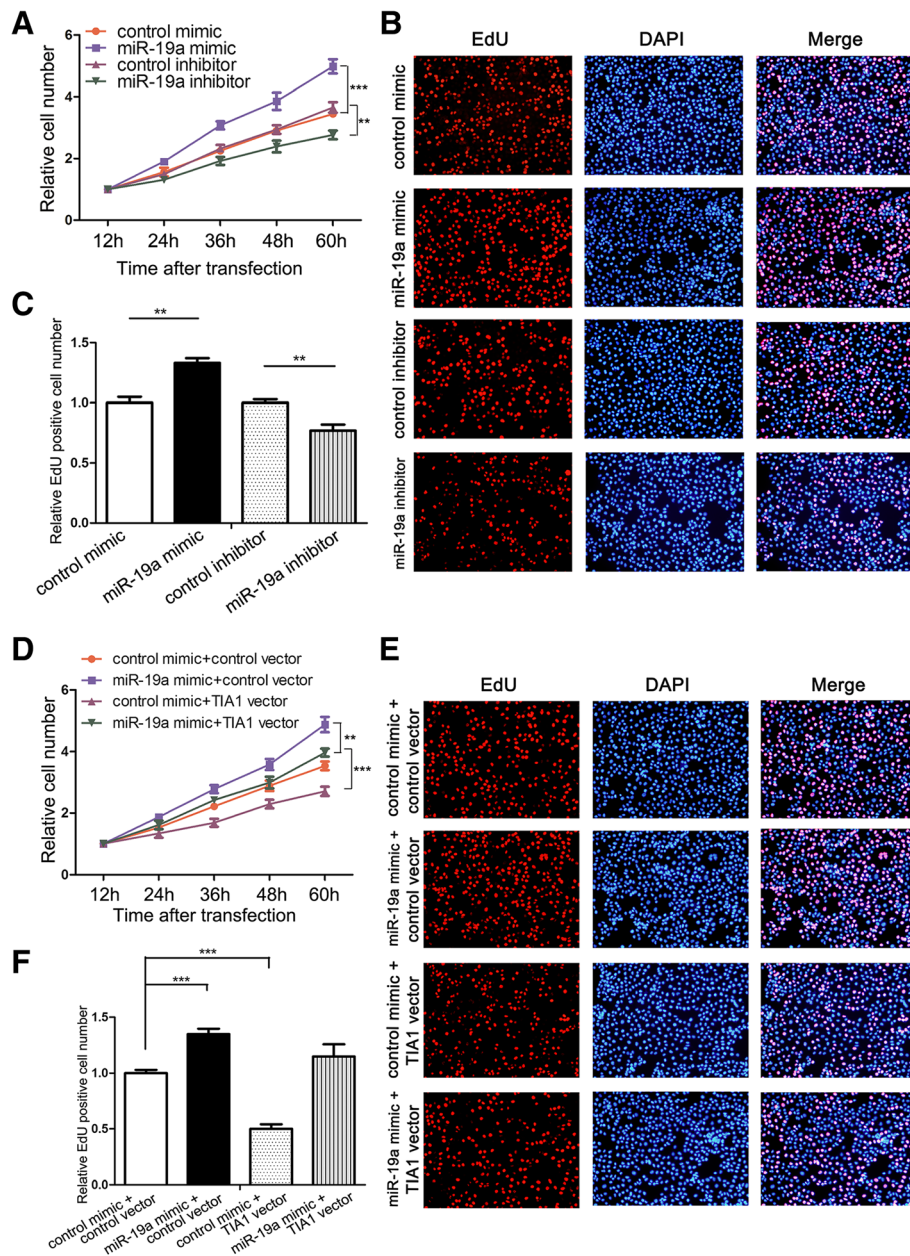 A
control mimic
miR-19a mimic
control inhibitor
miR-19a inhibitor
Relative cell number
6
4
2
0
***
**
12h 24h 36h 48h 60h
Time after transfection
B
EdU DAPI Merge
control mimic
miR-19a mimic
control inhibitor
miR-19a inhibitor
C
Relative EdU positive cell number
1.5
1.0
0.5
0.0
**
**
control mimic
miR-19a mimic
control inhibitor
miR-19a inhibitor
D
control mimic+control vector
miR-19a mimic+control vector
control mimic+TIA1 vector
miR-19a mimic+TIA1 vector
Relative cell number
6
4
2
0
**
***
12h 24h 36h 48h 60h
Time after transfection
E
EdU DAPI Merge
control mimic +
control vector
miR-19a mimic +
control vector
control mimic +
TIA1 vector
miR-19a mimic +
TIA1 vector
F
Relative EdU positive cell number
1.5
1.0
0.5
0.0
***
***
control mimic +
control vector
miR-19a mimic +
control vector
control mimic +
TIA1 vector
miR-19a mimic +
TIA1 vector